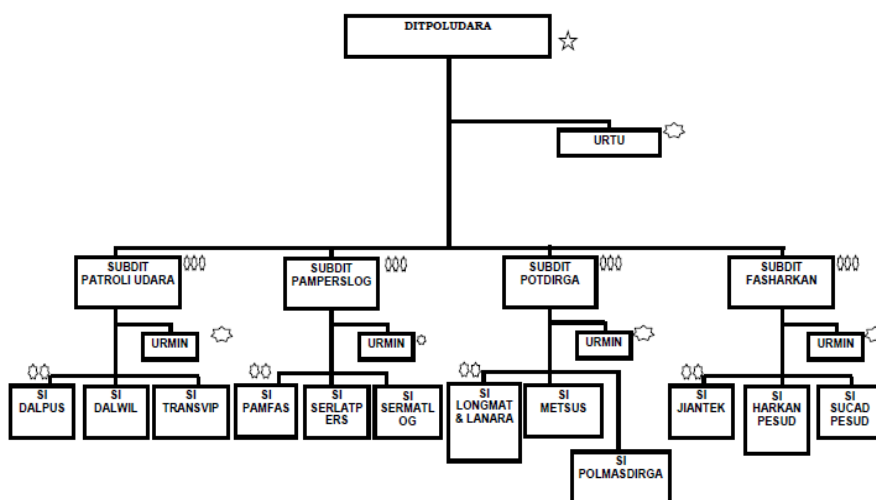 DITPOLUDARA
URTU
SUBDIT
PATROLI UDARA
SUBDIT
PAMPERSLOG
SUBDIT
POTDIRGA
SUBDIT
FASHARKAN
URMIN
URMIN
URMIN
URMIN
SI
DALPUS
SI
DALWIL
SI
TRANSVIP
SI
PAMFAS
SI
SERLATP
ERS
SI
SERMATL
OG
SI
LONGMAT
& LANARA
SI
METSUS
SI
POLMASDIRGA
SI
JIANTEK
SI
HARKAN
PESUD
SI
SUCAD
PESUD